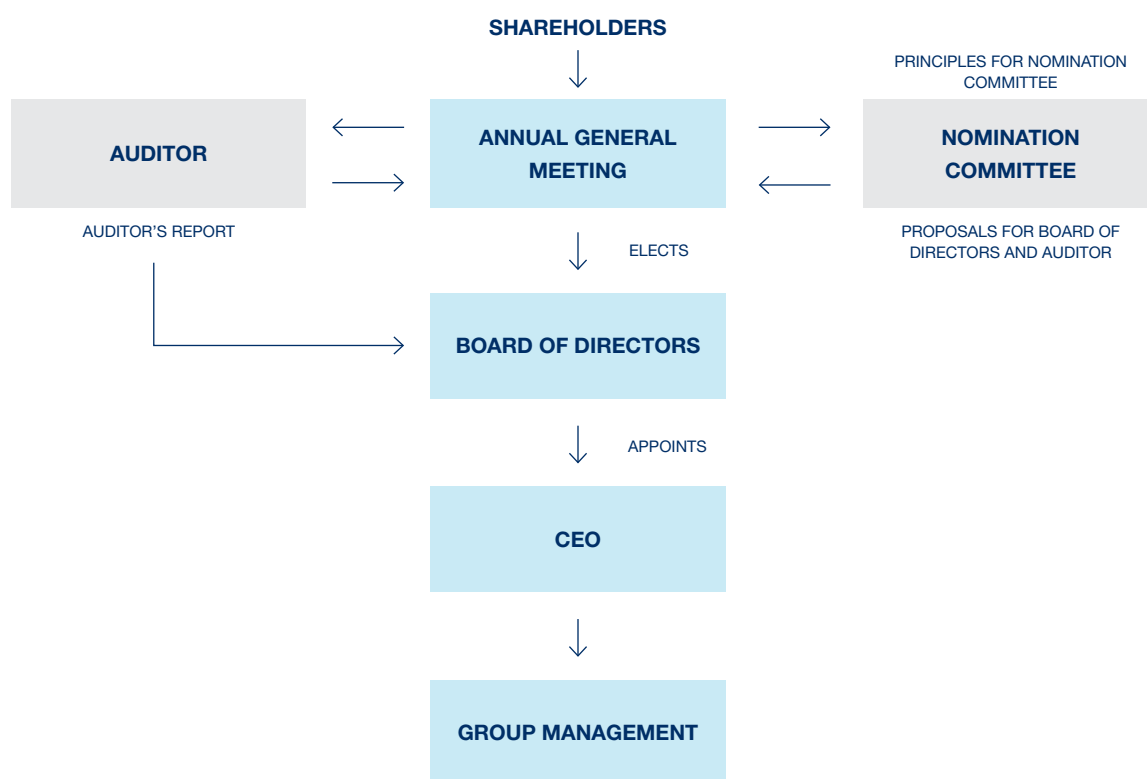 SHAREHOLDERS
PRINCIPLES FOR NOMINATION
COMMITTEE
AUDITOR
ANNUAL GENERAL
MEETING
NOMINATION
COMMITTEE
AUDITOR’S REPORT
PROPOSALS FOR BOARD OF
DIRECTORS AND AUDITOR
ELECTS
BOARD OF DIRECTORS
APPOINTS
CEO
GROUP MANAGEMENT